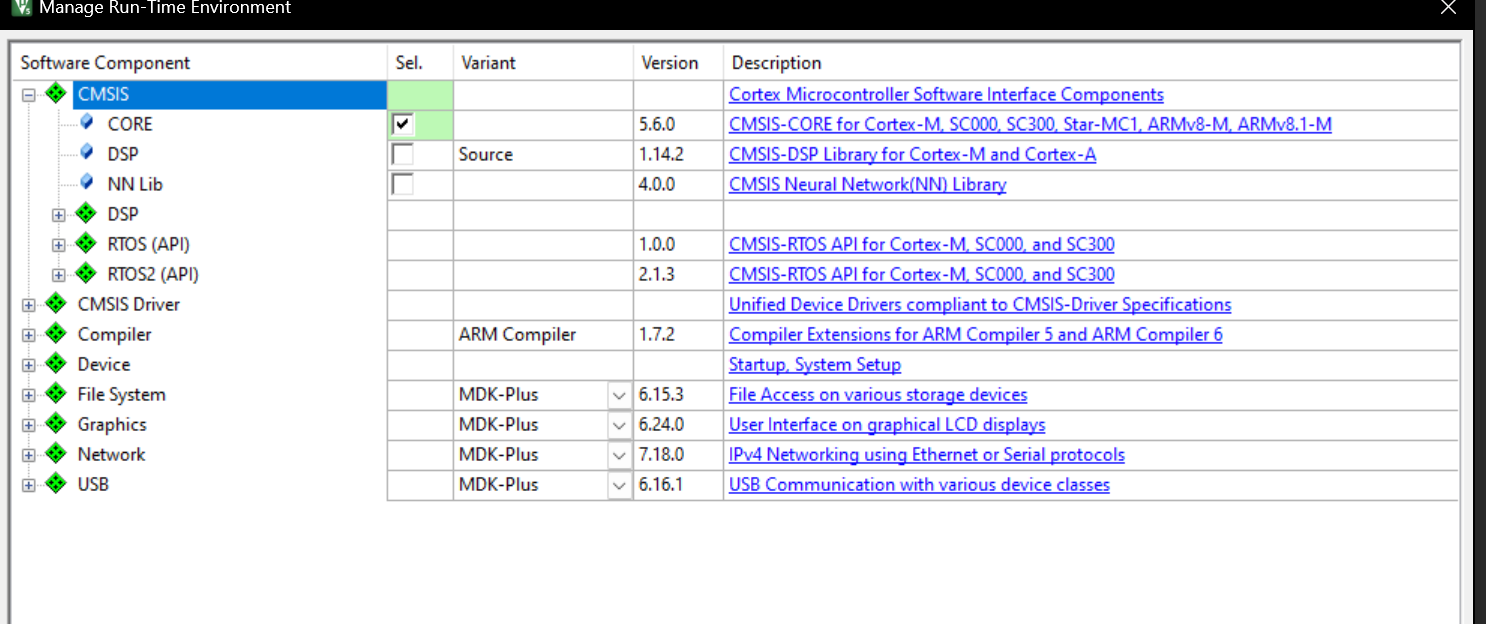 Manage Run-Time Environment
Software Component Sel. Variant Version Description
CMSIS Cortex Microcontroller Software Interface Components
CORE 5.6.0 CMSIS-CORE for Cortex-M, SC000, SC300, Star-MC1, ARMv8-M, ARMv8.1-M
DSP Source 1.14.2 CMSIS-DSP Library for Cortex-M and Cortex-A
NN Lib 4.0.0 CMSIS Neural Network(NN) Library
DSP
RTOS (API) 1.0.0 CMSIS-RTOS API for Cortex-M, SC000, and SC300
RTOS2 (API) 2.1.3 CMSIS-RTOS API for Cortex-M, SC000, and SC300
CMSIS Driver Unified Device Drivers compliant to CMSIS-Driver Specifications
Compiler ARM Compiler 1.7.2 Compiler Extensions for ARM Compiler 5 and ARM Compiler 6
Device Startup, System Setup
File System MDK-Plus 6.15.3 File Access on various storage devices
Graphics MDK-Plus 6.24.0 User Interface on graphical LCD displays
Network MDK-Plus 7.18.0 IPv4 Networking using Ethernet or Serial protocols
USB MDK-Plus 6.16.1 USB Communication with various device classes